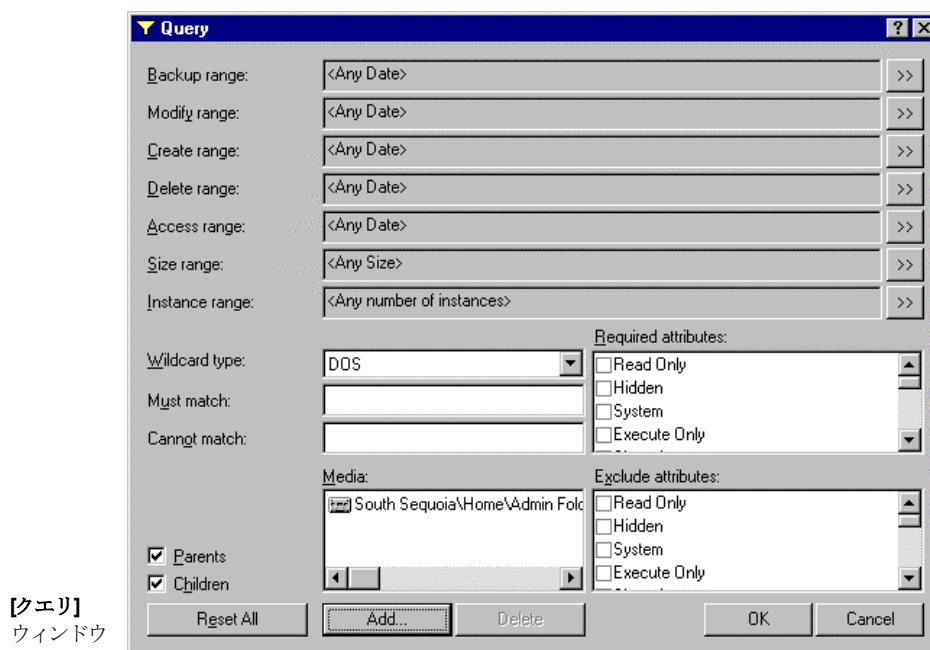 Query
Backup range: <Any Date> >>
Modify range: <Any Date> >>
Create range: <Any Date> >>
Delete range: <Any Date> >>
Access range: <Any Date> >>
Size range: <Any Size> >>
Instance range: <Any number of instances> >>
Wildcard type: DOS
Must match:
Cannot match:
Required attributes:
Read Only
Hidden
System
Execute Only
Media:
South Sequoia\Home\Admin Fold
Exclude attributes:
Read Only
Hidden
System
Execute Only
Parents
Children
Reset All Add... Delete OK Cancel
[クエリ]
ウィンドウ